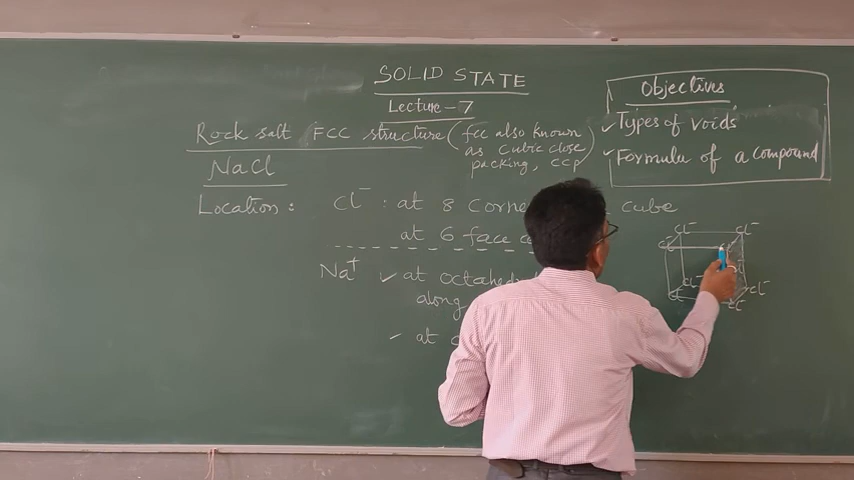 SOLID STATE
Lecture-7
Objectives
✓ Types of voids
✓ Formula of a compound
Rock salt FCC structure (fcc also known
as cubic close
packing, ccp)
NaCl
Location: Cl⁻ : at 8 corne cube
at 6 face ce
Na⁺ ✓ at octahed
along
✓ at
Cl⁻ Cl⁻
Cl⁻
Cl⁻ Cl⁻
Cl⁻ Cl⁻